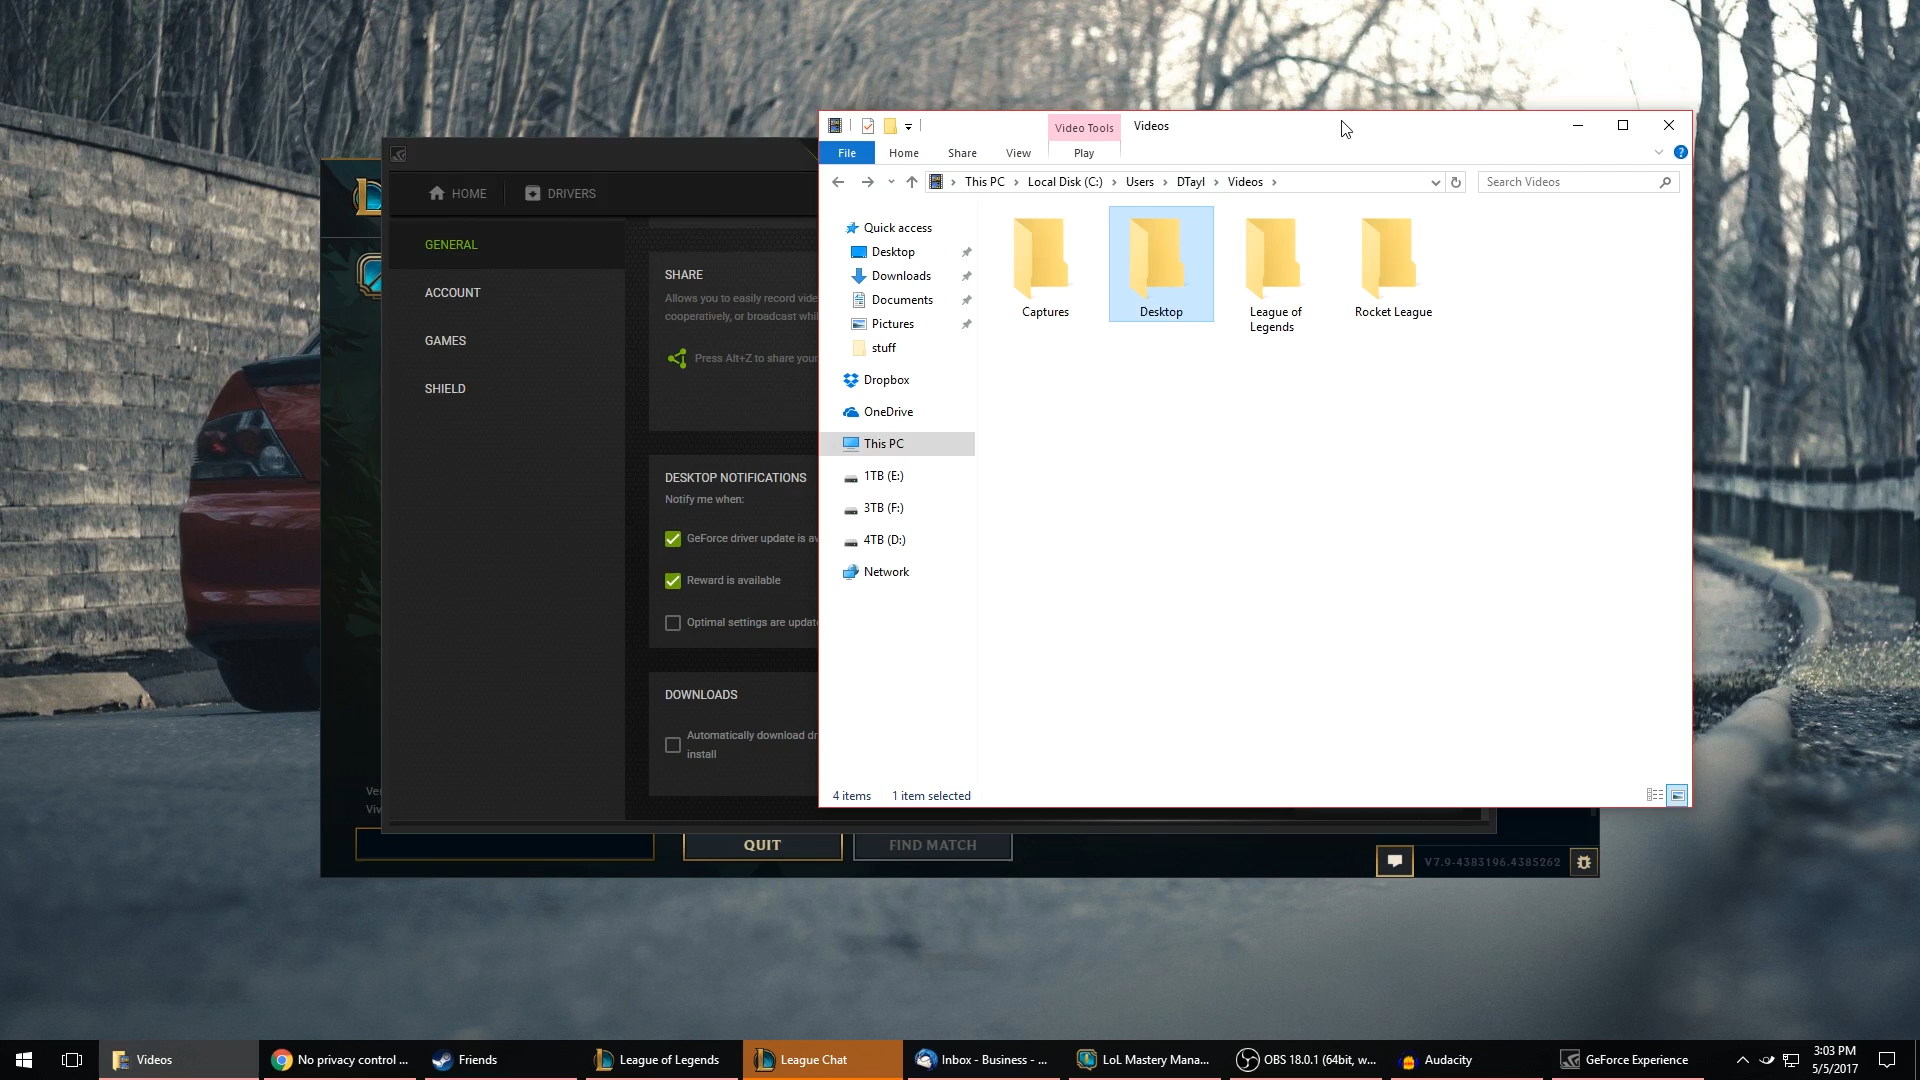 Video Tools
Videos
File
Home
Share
View
Play
This PC
Local Disk (C:)
Users
DTayl
Videos
Search Videos
Quick access
Desktop
Downloads
Documents
Pictures
stuff
Dropbox
OneDrive
This PC
1TB (E:)
3TB (F:)
4TB (D:)
Network
Captures
Desktop
League of
Legends
Rocket League
4 items
1 item selected
HOME
DRIVERS
GENERAL
ACCOUNT
GAMES
SHIELD
SHARE
Allows you to easily record
cooperatively, or broadcast
Press Alt+Z to share your
DESKTOP NOTIFICATIONS
Notify me when:
GeForce driver update is
Reward is available
Optimal settings are
DOWNLOADS
Automatically download
install
QUIT
FIND MATCH
V7.9-4383196.4385262
Videos
No privacy control ...
Friends
League of Legends
League Chat
Inbox - Business - ...
LoL Mastery Mana...
OBS 18.0.1 (64bit, w...
Audacity
GeForce Experience
3:03 PM
5/5/2017